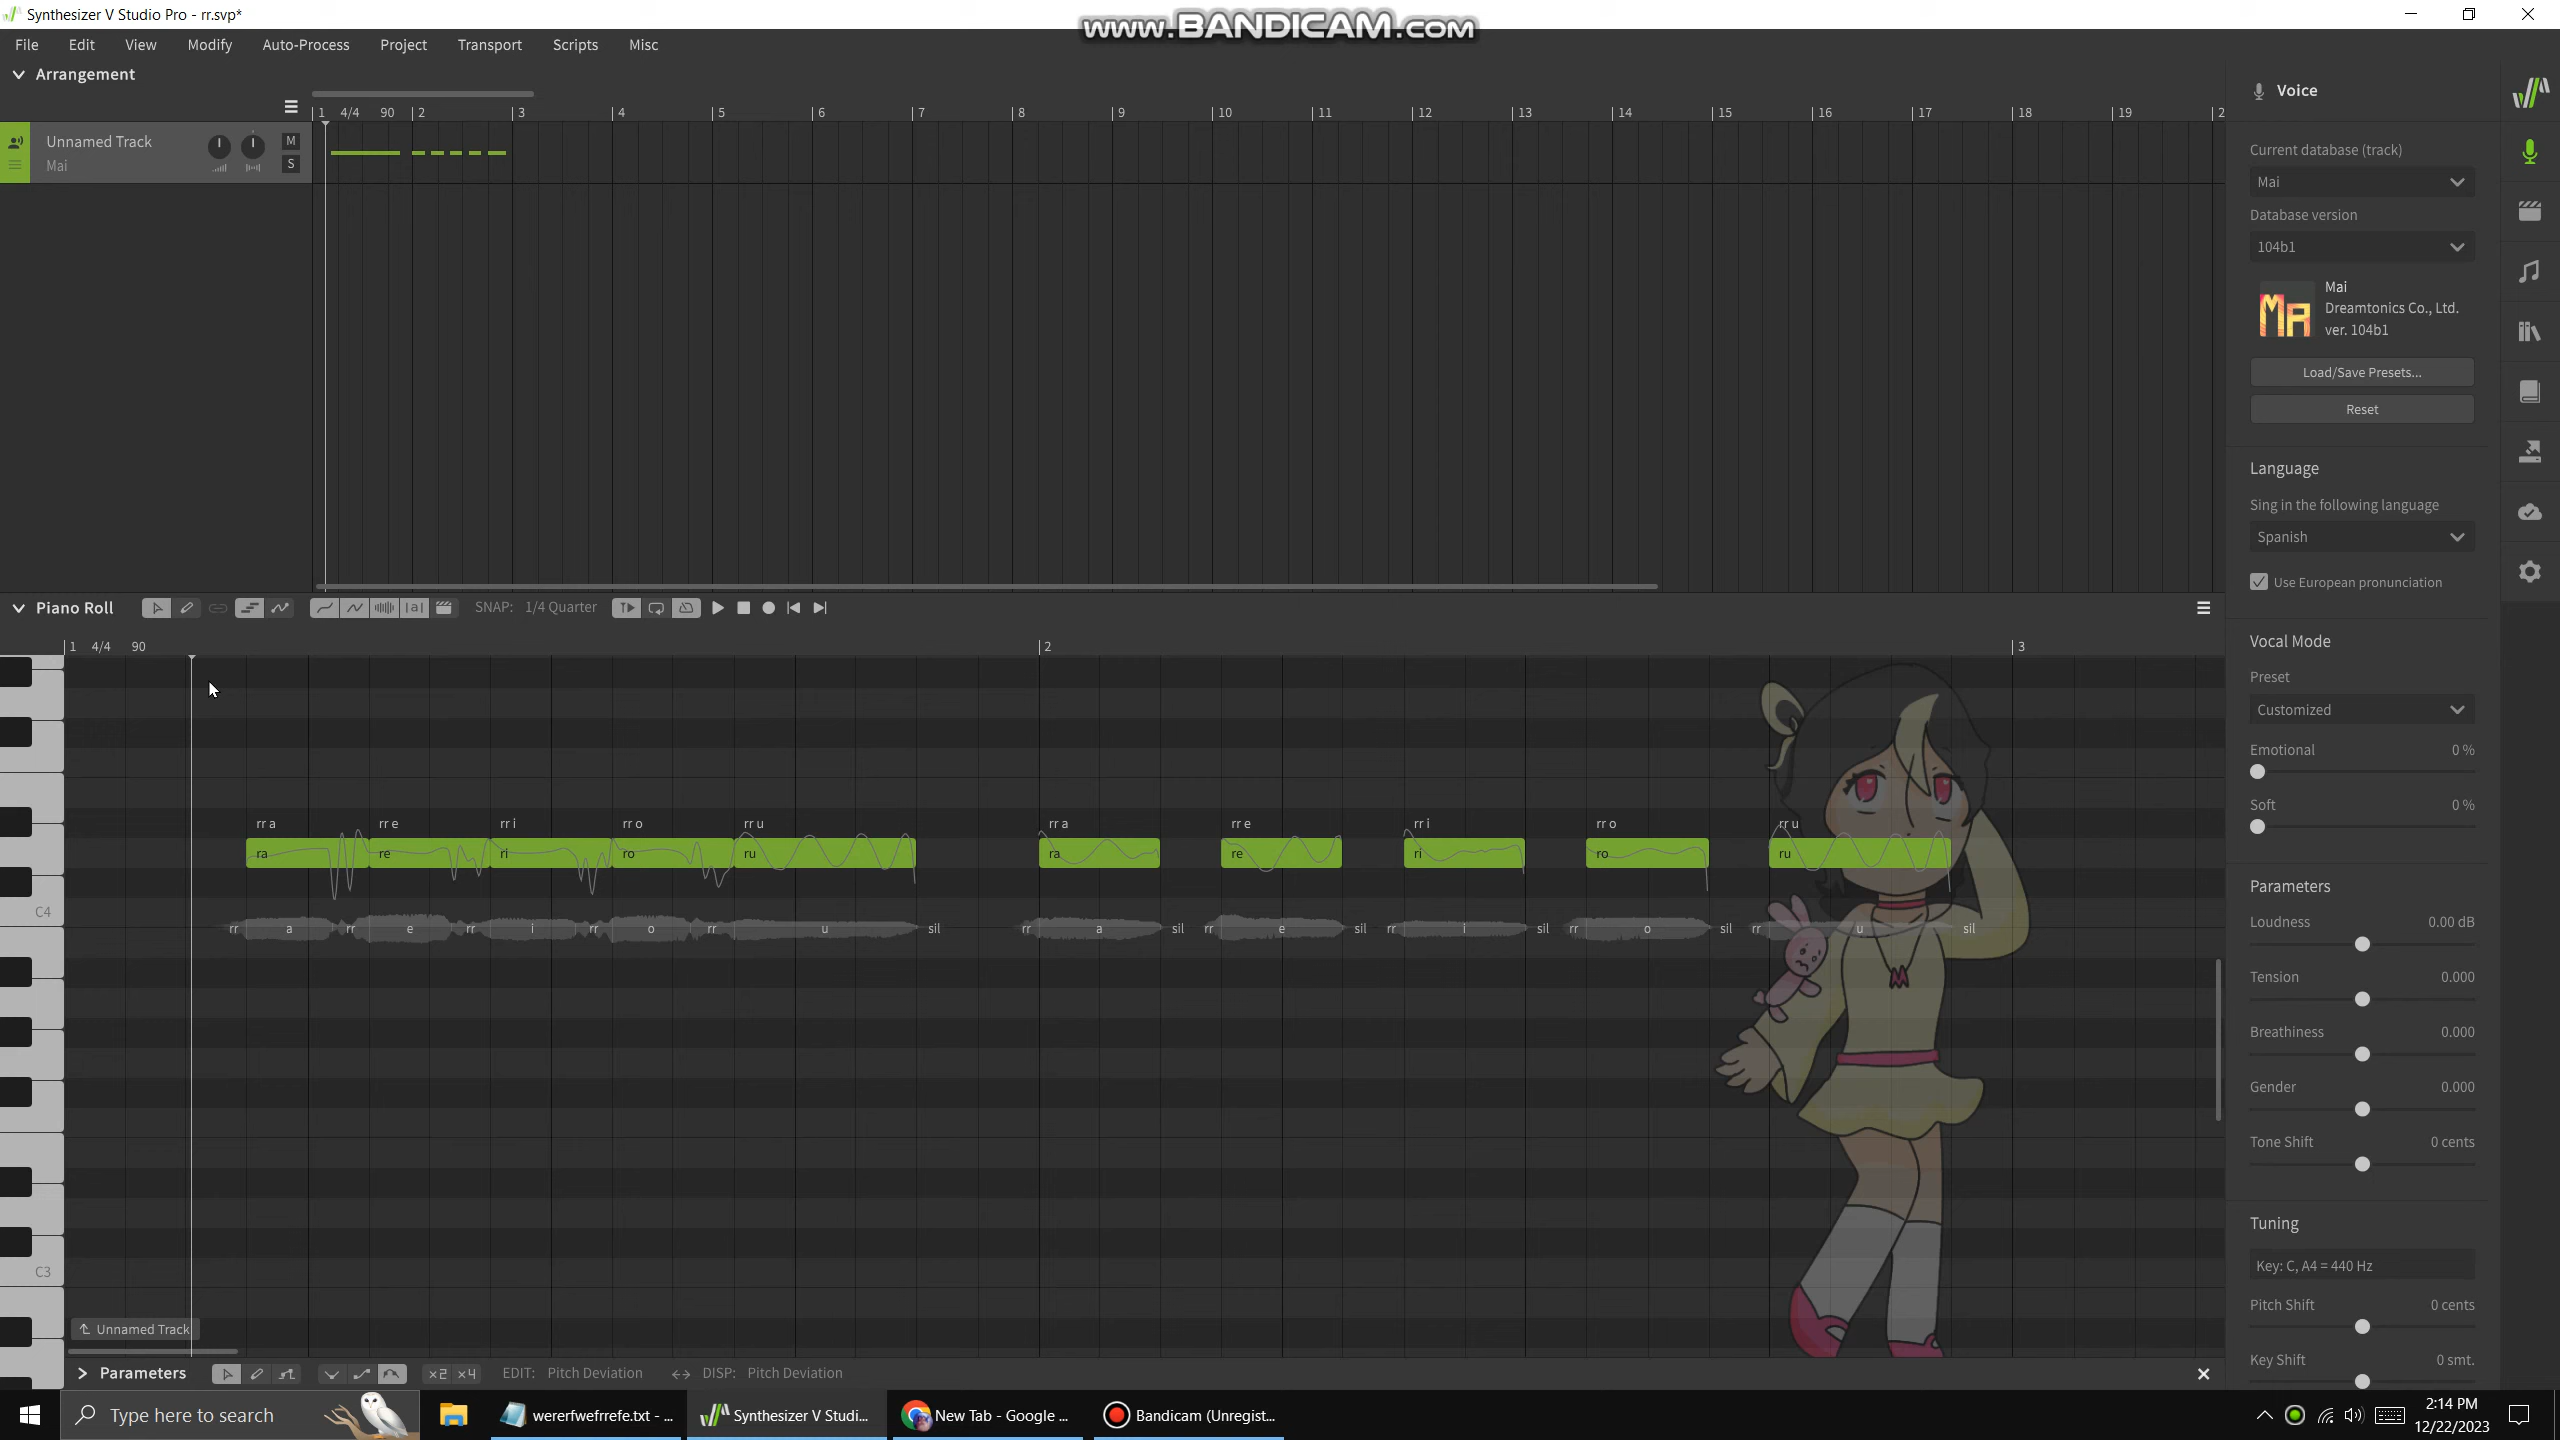 Synthesizer V Studio Pro - rr.svp*
www.BANDICAM.com
File Edit View Modify Auto-Process Project Transport Scripts Misc
Arrangement
1 4/4 90 2 3 4 5 6 7 8 9 10 11 12 13 14 15 16 17 18 19 2
Unnamed Track M
Mai S
Voice
Current database (track)
Mai
Database version
104b1
MA
Mai
Dreamtonics Co., Ltd.
ver. 104b1
Load/Save Presets...
Reset
Language
Sing in the following language
Spanish
Use European pronunciation
Piano Roll SNAP: 1/4 Quarter
1 4/4 90 2 3
rr a rr e rr i rr o rr u rr a rr e rr i rr o rr u
ra re ri ro ru ra re ri ro ru
C4
rr a rr e rr i rr o rr u sil rr a sil rr e sil rr i sil rr o sil rr u sil
M
C3
Unnamed Track
Vocal Mode
Preset
Customized
Emotional 0 %
Soft 0 %
Parameters
Loudness 0.00 dB
Tension 0.000
Breathiness 0.000
Gender 0.000
Tone Shift 0 cents
Tuning
Key: C, A4 = 440 Hz
Pitch Shift 0 cents
Key Shift 0 smt.
Parameters x2 x4 EDIT: Pitch Deviation DISP: Pitch Deviation
Type here to search
wererfwefrrefe.txt - ...
Synthesizer V Studi...
New Tab - Google ...
Bandicam (Unregist...
2:14 PM
12/22/2023